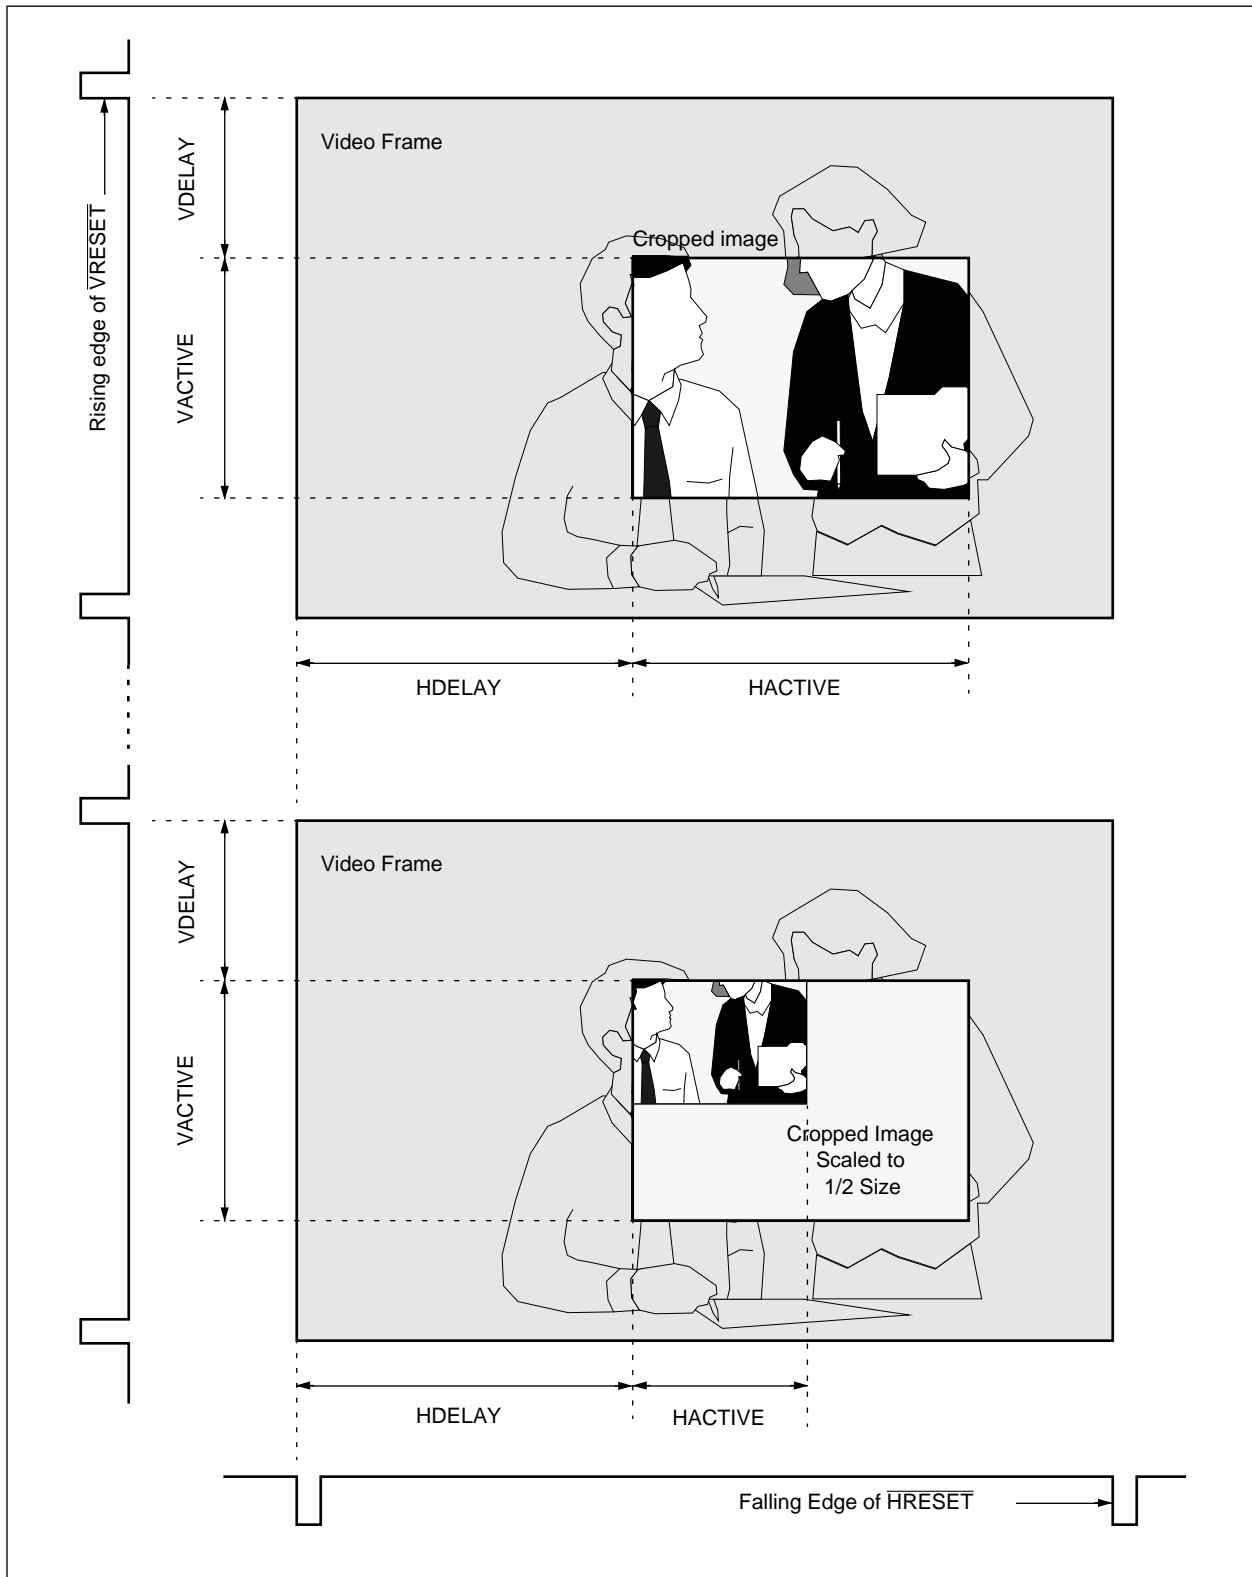 Video Frame
VDELAY
Rising edge of VRESET
Cropped image
VACTIVE
HDELAY
HACTIVE
Video Frame
VDELAY
VACTIVE
Cropped Image
Scaled to
1/2 Size
HDELAY
HACTIVE
Falling Edge of HRESET